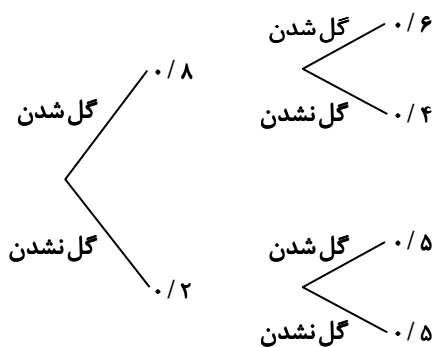 گل شدن
۰/۸
گل نشدن
۰/۲
گل شدن
۰/۶
گل نشدن
۰/۴
گل شدن
۰/۵
گل نشدن
۰/۵